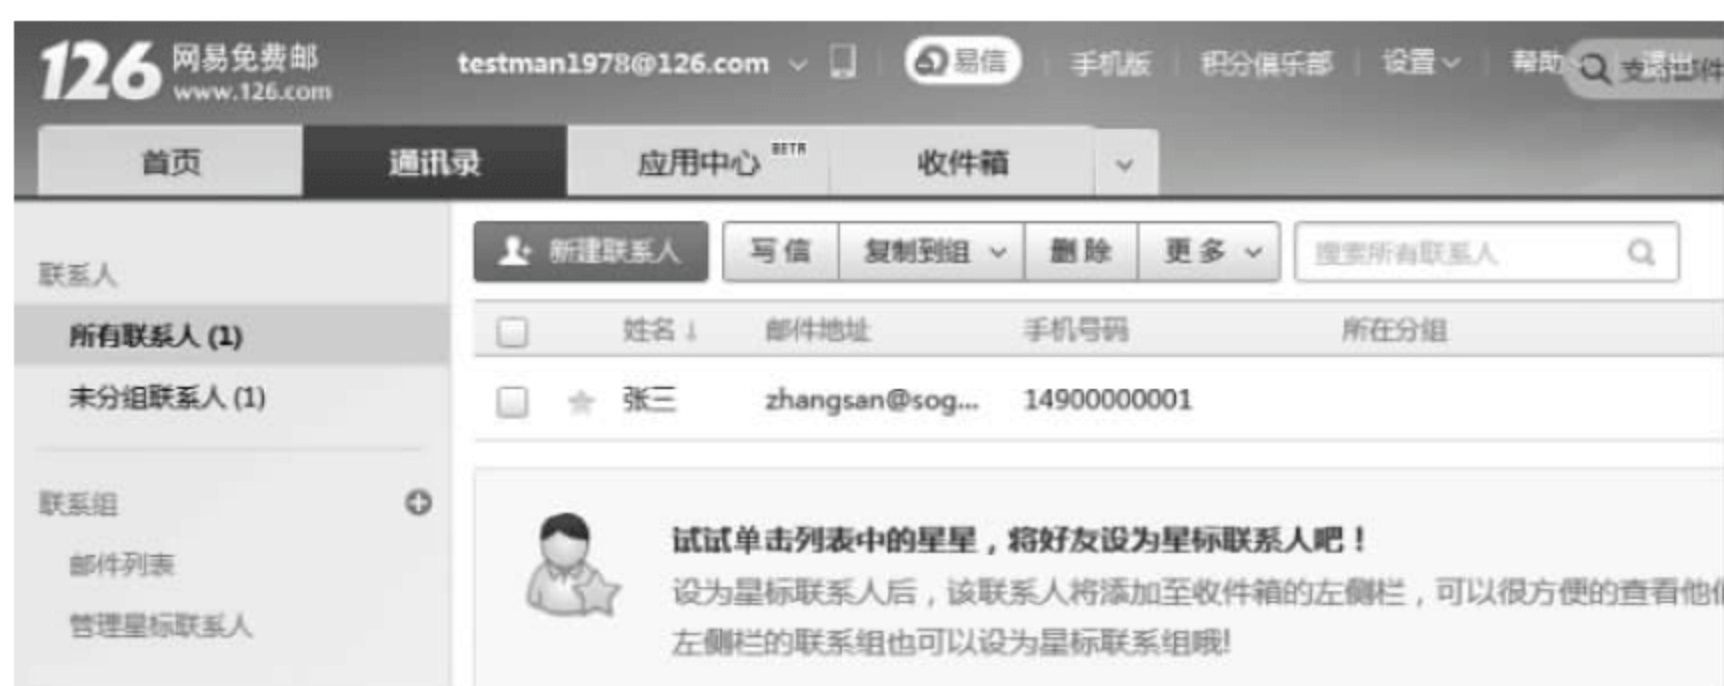 126 网易免费邮
www.126.com
testman1978@126.com 易信 手机版 积分俱乐部 设置 帮助
首页 通讯录 应用中心 BETA 收件箱
新建联系人 写信 复制到组 删除 更多 搜索所有联系人
联系人
所有联系人 (1)
未分组联系人 (1)
联系组
邮件列表
管理星标联系人
姓名↓ 邮件地址 手机号码 所在分组
张三 zhangsan@sog... 14900000001
试试单击列表中的星星，将好友设为星标联系人吧！
设为星标联系人后，该联系人将添加至收件箱的左侧栏，可以很方便的查看他们
左侧栏的联系组也可以设为星标联系组哦!